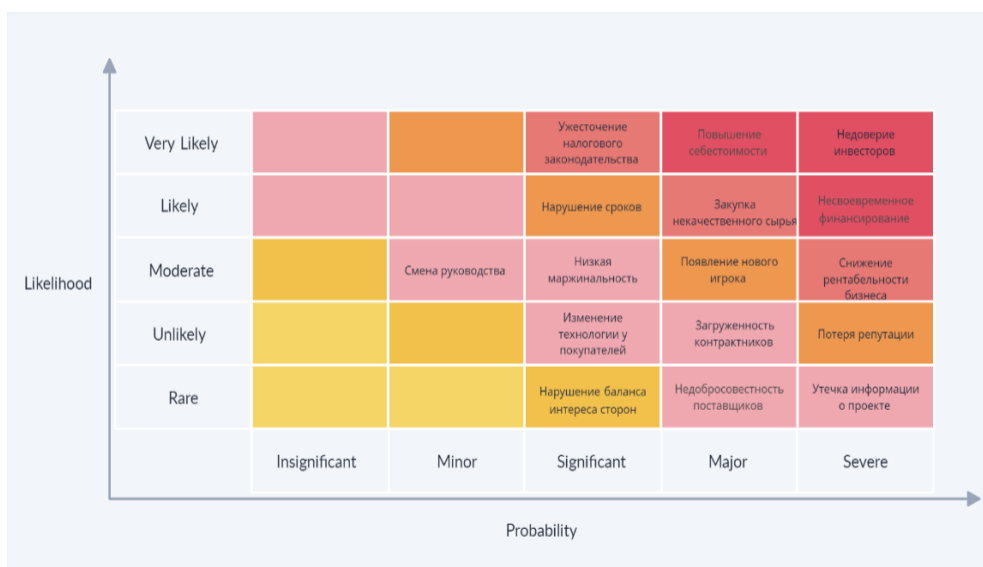 Very Likely
Ужесточение
налогового
законодательства
Повышение
себестоимости
Недоверие
инвесторов
Likely
Нарушение сроков
Закупка
некачественного сырья
Несвоевременное
финансирование
Likelihood
Moderate
Смена руководства
Низкая
маржинальность
Появление нового
игрока
Снижение
рентабельности
бизнеса
Unlikely
Изменение
технологии у
покупателей
Загруженность
контрактников
Потеря репутации
Rare
Нарушение баланса
интереса сторон
Недобросовестность
поставщиков
Утечка информации
о проекте
Insignificant
Minor
Significant
Major
Severe
Probability